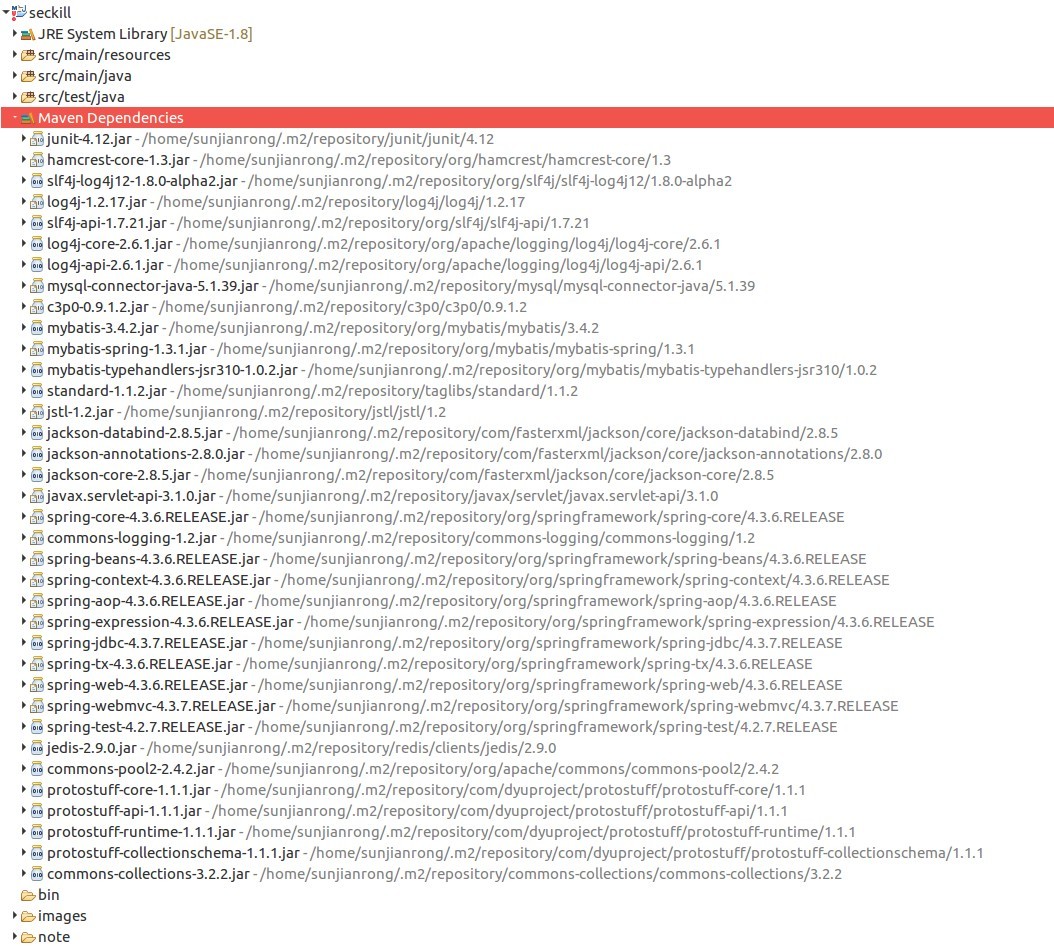 seckill
JRE System Library [JavaSE-1.8]
src/main/resources
src/main/java
src/test/java
Maven Dependencies
junit-4.12.jar - /home/sunjianrong/.m2/repository/junit/junit/4.12
hamcrest-core-1.3.jar - /home/sunjianrong/.m2/repository/org/hamcrest/hamcrest-core/1.3
slf4j-log4j12-1.8.0-alpha2.jar - /home/sunjianrong/.m2/repository/org/slf4j/slf4j-log4j12/1.8.0-alpha2
log4j-1.2.17.jar - /home/sunjianrong/.m2/repository/log4j/log4j/1.2.17
slf4j-api-1.7.21.jar - /home/sunjianrong/.m2/repository/org/slf4j/slf4j-api/1.7.21
log4j-core-2.6.1.jar - /home/sunjianrong/.m2/repository/org/apache/logging/log4j/log4j-core/2.6.1
log4j-api-2.6.1.jar - /home/sunjianrong/.m2/repository/org/apache/logging/log4j/log4j-api/2.6.1
mysql-connector-java-5.1.39.jar - /home/sunjianrong/.m2/repository/mysql/mysql-connector-java/5.1.39
c3p0-0.9.1.2.jar - /home/sunjianrong/.m2/repository/c3p0/c3p0/0.9.1.2
mybatis-3.4.2.jar - /home/sunjianrong/.m2/repository/org/mybatis/mybatis/3.4.2
mybatis-spring-1.3.1.jar - /home/sunjianrong/.m2/repository/org/mybatis/mybatis-spring/1.3.1
mybatis-typehandlers-jsr310-1.0.2.jar - /home/sunjianrong/.m2/repository/org/mybatis/mybatis-typehandlers-jsr310/1.0.2
standard-1.1.2.jar - /home/sunjianrong/.m2/repository/taglibs/standard/1.1.2
jstl-1.2.jar - /home/sunjianrong/.m2/repository/jstl/jstl/1.2
jackson-databind-2.8.5.jar - /home/sunjianrong/.m2/repository/com/fasterxml/jackson/core/jackson-databind/2.8.5
jackson-annotations-2.8.0.jar - /home/sunjianrong/.m2/repository/com/fasterxml/jackson/core/jackson-annotations/2.8.0
jackson-core-2.8.5.jar - /home/sunjianrong/.m2/repository/com/fasterxml/jackson/core/jackson-core/2.8.5
javax.servlet-api-3.1.0.jar - /home/sunjianrong/.m2/repository/javax/servlet/javax.servlet-api/3.1.0
spring-core-4.3.6.RELEASE.jar - /home/sunjianrong/.m2/repository/org/springframework/spring-core/4.3.6.RELEASE
commons-logging-1.2.jar - /home/sunjianrong/.m2/repository/commons-logging/commons-logging/1.2
spring-beans-4.3.6.RELEASE.jar - /home/sunjianrong/.m2/repository/org/springframework/spring-beans/4.3.6.RELEASE
spring-context-4.3.6.RELEASE.jar - /home/sunjianrong/.m2/repository/org/springframework/spring-context/4.3.6.RELEASE
spring-aop-4.3.6.RELEASE.jar - /home/sunjianrong/.m2/repository/org/springframework/spring-aop/4.3.6.RELEASE
spring-expression-4.3.6.RELEASE.jar - /home/sunjianrong/.m2/repository/org/springframework/spring-expression/4.3.6.RELEASE
spring-jdbc-4.3.7.RELEASE.jar - /home/sunjianrong/.m2/repository/org/springframework/spring-jdbc/4.3.7.RELEASE
spring-tx-4.3.6.RELEASE.jar - /home/sunjianrong/.m2/repository/org/springframework/spring-tx/4.3.6.RELEASE
spring-web-4.3.6.RELEASE.jar - /home/sunjianrong/.m2/repository/org/springframework/spring-web/4.3.6.RELEASE
spring-webmvc-4.3.7.RELEASE.jar - /home/sunjianrong/.m2/repository/org/springframework/spring-webmvc/4.3.7.RELEASE
spring-test-4.2.7.RELEASE.jar - /home/sunjianrong/.m2/repository/org/springframework/spring-test/4.2.7.RELEASE
jedis-2.9.0.jar - /home/sunjianrong/.m2/repository/redis/clients/jedis/2.9.0
commons-pool2-2.4.2.jar - /home/sunjianrong/.m2/repository/org/apache/commons/commons-pool2/2.4.2
protostuff-core-1.1.1.jar - /home/sunjianrong/.m2/repository/com/dyuproject/protostuff/protostuff-core/1.1.1
protostuff-api-1.1.1.jar - /home/sunjianrong/.m2/repository/com/dyuproject/protostuff/protostuff-api/1.1.1
protostuff-runtime-1.1.1.jar - /home/sunjianrong/.m2/repository/com/dyuproject/protostuff/protostuff-runtime/1.1.1
protostuff-collectionschema-1.1.1.jar - /home/sunjianrong/.m2/repository/com/dyuproject/protostuff/protostuff-collectionschema/1.1.1
commons-collections-3.2.2.jar - /home/sunjianrong/.m2/repository/commons-collections/commons-collections/3.2.2
bin
images
note